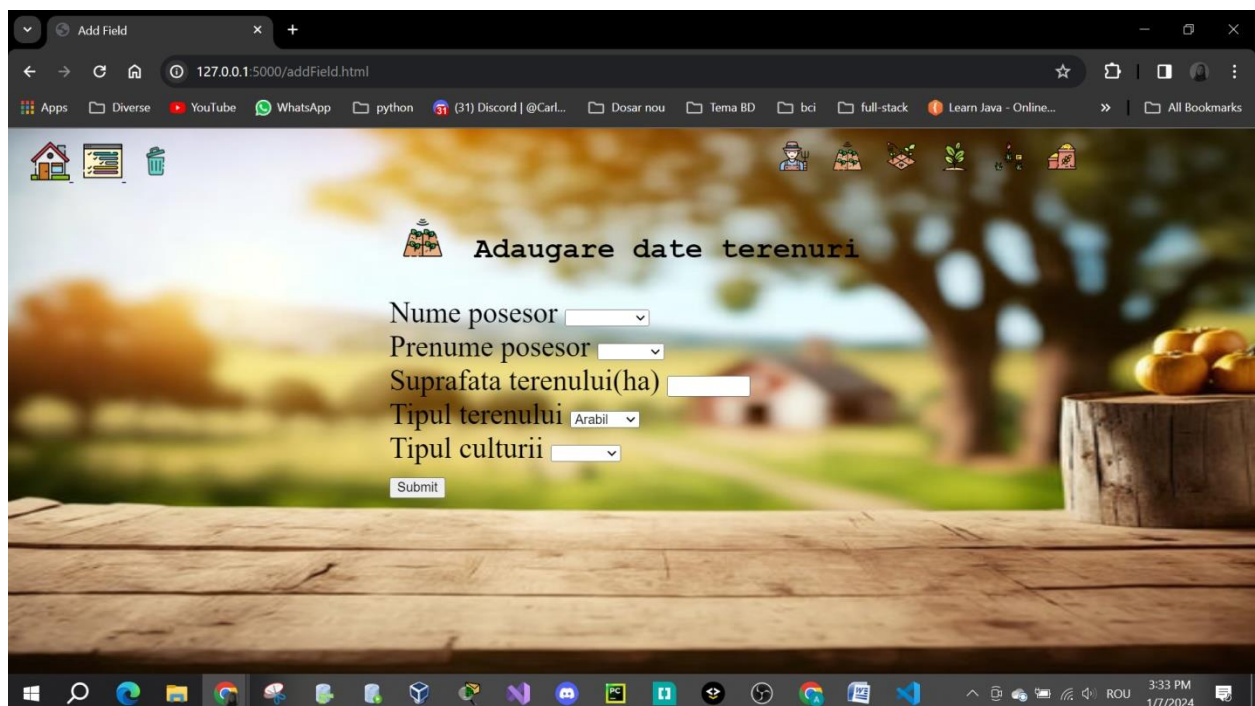 Add Field
127.0.0.1:5000/addField.html
Apps Diverse YouTube WhatsApp python (31) Discord | @Carl... Dosar nou Tema BD bci full-stack Learn Java - Online... » All Bookmarks
Adaugare date terenuri
Nume posesor
Prenume posesor
Suprafata terenului(ha)
Tipul terenului Arabil
Tipul culturii
Submit
ROU
3:33 PM
1/7/2024